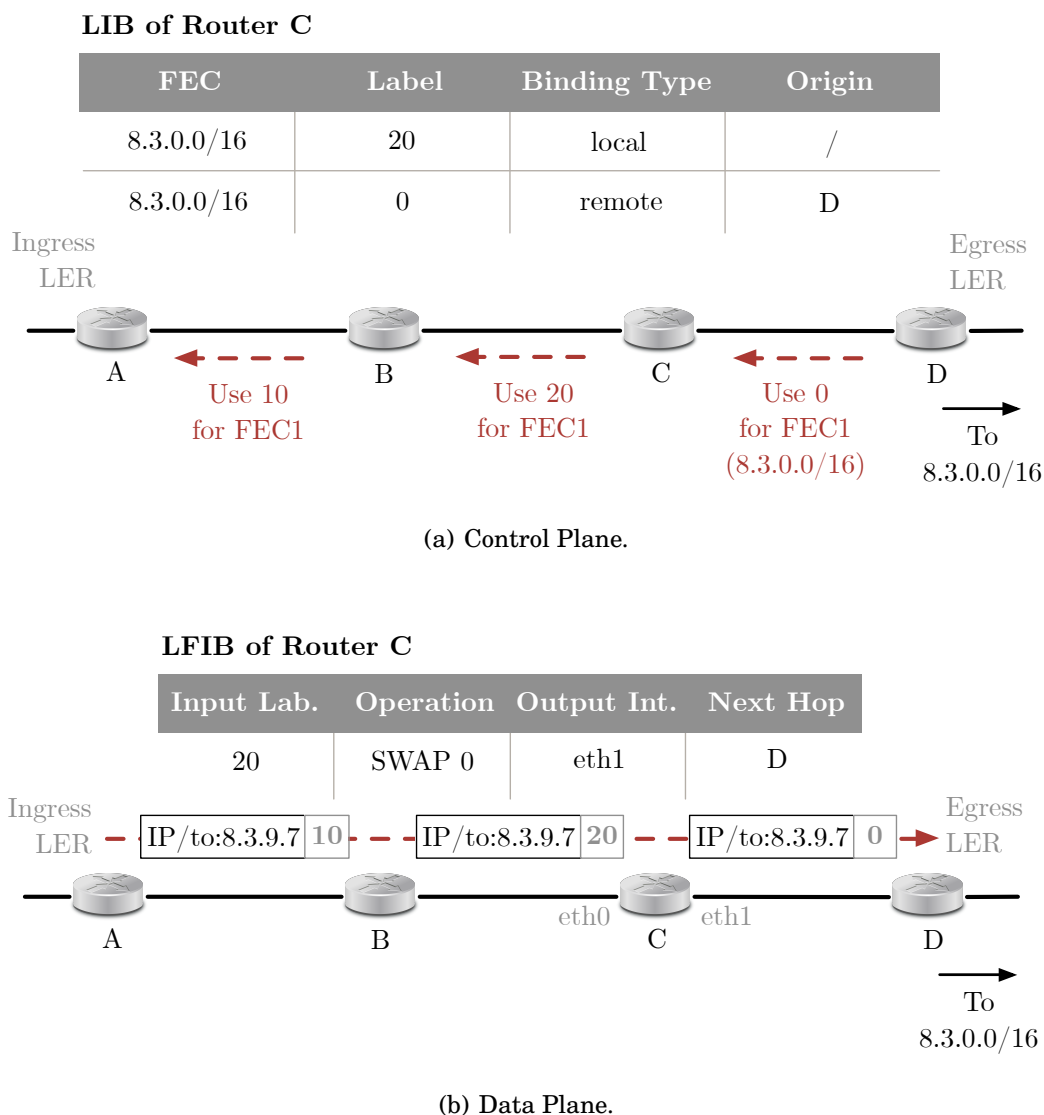 LIB of Router C
FEC Label Binding Type Origin
8.3.0.0/16 20 local /
8.3.0.0/16 0 remote D
Ingress
LER
Egress
LER
A B C D
Use 10
for FEC1
Use 20
for FEC1
Use 0
for FEC1
(8.3.0.0/16)
To
8.3.0.0/16
(a) Control Plane.
LFIB of Router C
Input Lab. Operation Output Int. Next Hop
20 SWAP 0 eth1 D
Ingress
LER
IP/to:8.3.9.7 10
IP/to:8.3.9.7 20
IP/to:8.3.9.7 0
Egress
LER
A B eth0 C eth1 D
To
8.3.0.0/16
(b) Data Plane.